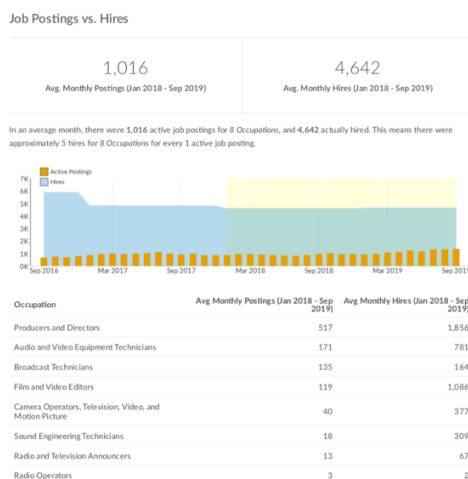 Job Postings vs. Hires
1,016
4,642
Avg. Monthly Postings (Jan 2018 - Sep 2019)
Avg. Monthly Hires (Jan 2018 - Sep 2019)
In an average month, there were 1,016 active job postings for 8 Occupations, and 4,642 actually hired. This means there were
approximately 5 hires for 8 Occupations for every 1 active job posting.
Active Postings
Hires
7K
6K
5K
4K
3K
2K
1K
0K
Sep 2016 Mar 2017 Sep 2017 Mar 2018 Sep 2018 Mar 2019 Sep 2019
Occupation
Avg Monthly Postings (Jan 2018 - Sep
2019)
Avg Monthly Hires (Jan 2018 - Sep
2019)
Producers and Directors 517 1,856
Audio and Video Equipment Technicians 171 781
Broadcast Technicians 135 164
Film and Video Editors 119 1,086
Camera Operators, Television, Video, and
Motion Picture 40 377
Sound Engineering Technicians 18 309
Radio and Television Announcers 13 67
Radio Operators 3 2